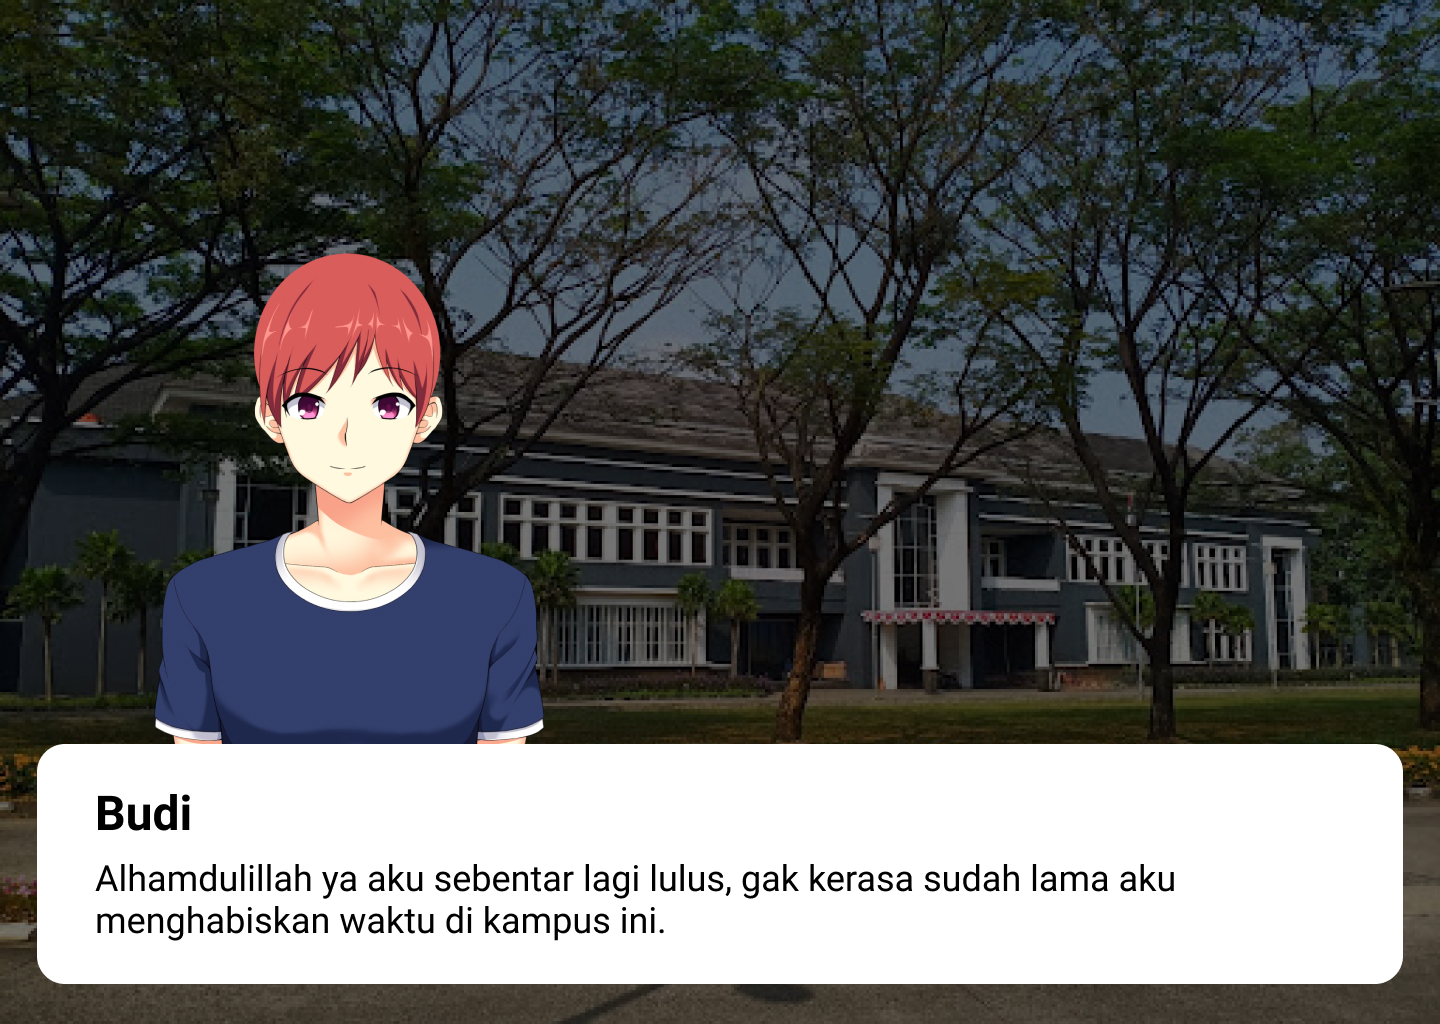 Budi
Alhamdulillah ya aku sebentar lagi lulus, gak kerasa sudah lama aku
menghabiskan waktu di kampus ini.